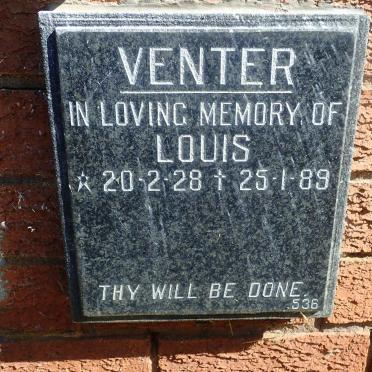 VENTER
IN LOVING MEMORY OF
LOUIS
☆ 20-2-28 † 25-1-89
THY WILL BE DONE
536